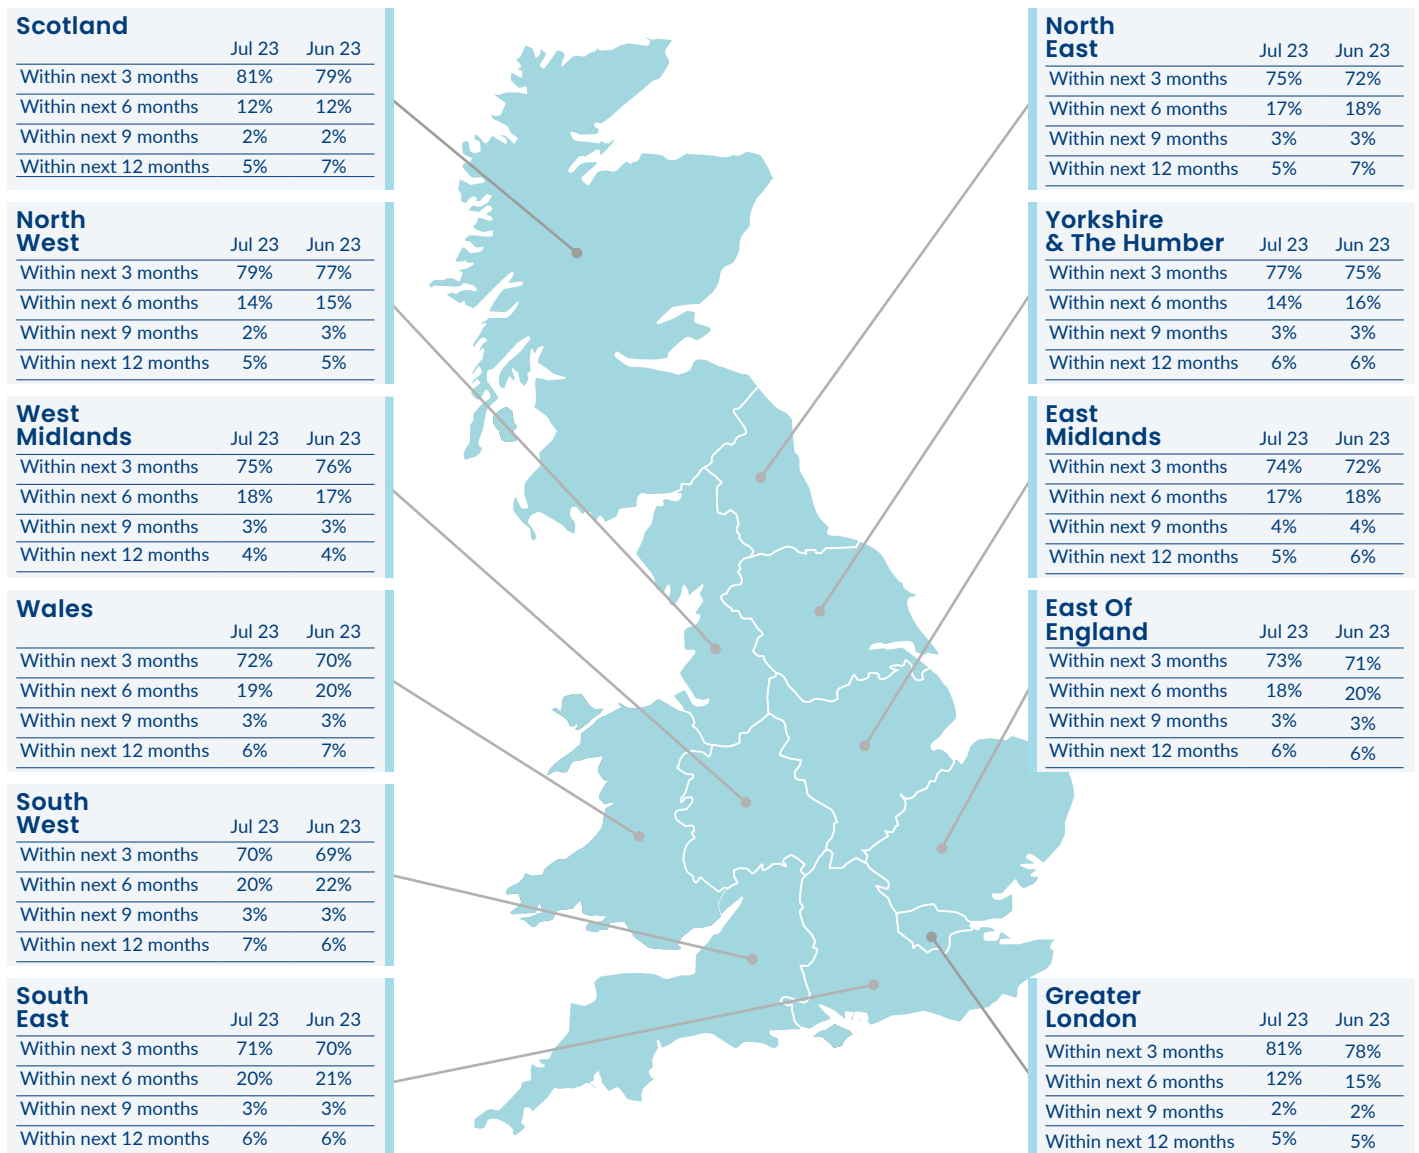 Scotland
Jul 23 Jun 23
Within next 3 months 81% 79%
Within next 6 months 12% 12%
Within next 9 months 2% 2%
Within next 12 months 5% 7%
North
West Jul 23 Jun 23
Within next 3 months 79% 77%
Within next 6 months 14% 15%
Within next 9 months 2% 3%
Within next 12 months 5% 5%
West
Midlands Jul 23 Jun 23
Within next 3 months 75% 76%
Within next 6 months 18% 17%
Within next 9 months 3% 3%
Within next 12 months 4% 4%
Wales
Jul 23 Jun 23
Within next 3 months 72% 70%
Within next 6 months 19% 20%
Within next 9 months 3% 3%
Within next 12 months 6% 7%
South
West Jul 23 Jun 23
Within next 3 months 70% 69%
Within next 6 months 20% 22%
Within next 9 months 3% 3%
Within next 12 months 7% 6%
South
East Jul 23 Jun 23
Within next 3 months 71% 70%
Within next 6 months 20% 21%
Within next 9 months 3% 3%
Within next 12 months 6% 6%
North
East Jul 23 Jun 23
Within next 3 months 75% 72%
Within next 6 months 17% 18%
Within next 9 months 3% 3%
Within next 12 months 5% 7%
Yorkshire
& The Humber Jul 23 Jun 23
Within next 3 months 77% 75%
Within next 6 months 14% 16%
Within next 9 months 3% 3%
Within next 12 months 6% 6%
East
Midlands Jul 23 Jun 23
Within next 3 months 74% 72%
Within next 6 months 17% 18%
Within next 9 months 4% 4%
Within next 12 months 5% 6%
East Of
England Jul 23 Jun 23
Within next 3 months 73% 71%
Within next 6 months 18% 20%
Within next 9 months 3% 3%
Within next 12 months 6% 6%
Greater
London Jul 23 Jun 23
Within next 3 months 81% 78%
Within next 6 months 12% 15%
Within next 9 months 2% 2%
Within next 12 months 5% 5%